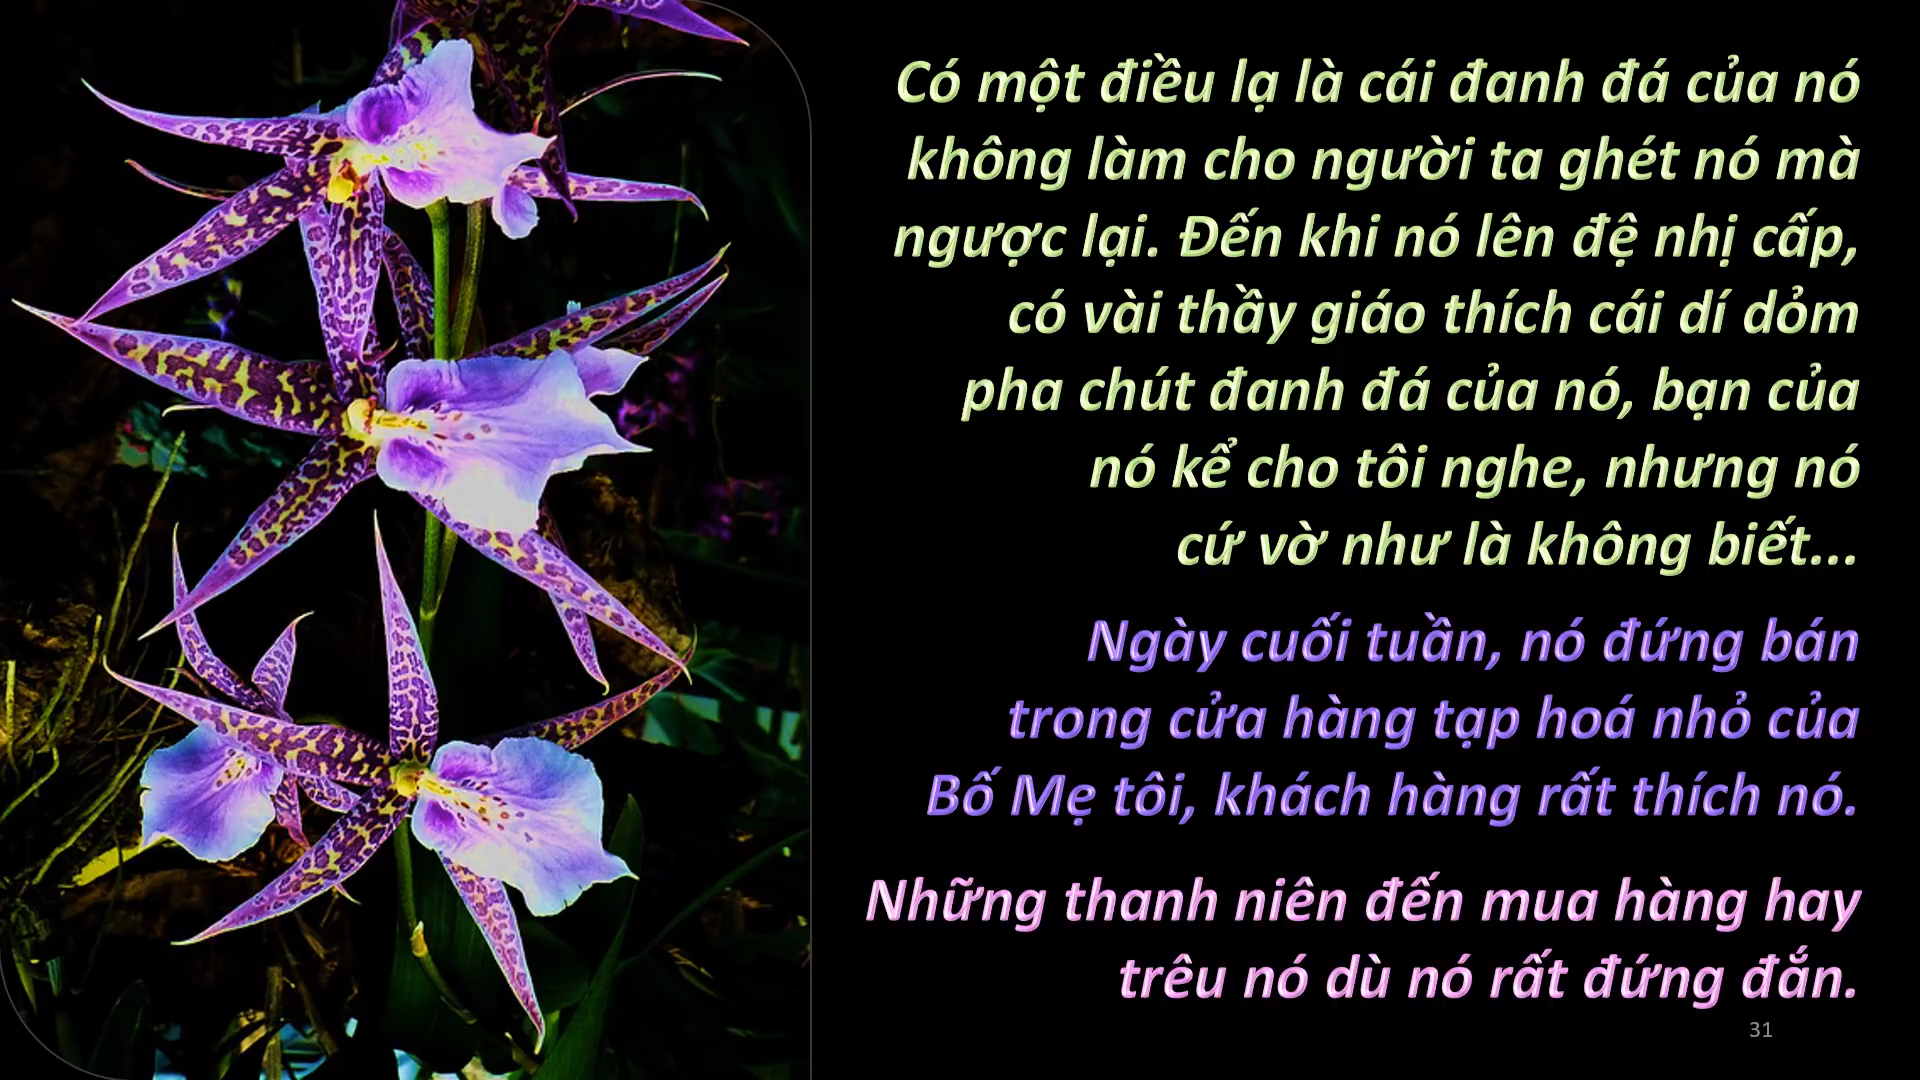 Có một điều lạ là cái đanh đá của nó
không làm cho người ta ghét nó mà
ngược lại. Đến khi nó lên đệ nhị cấp,
có vài thầy giáo thích cái dí dỏm
pha chút đanh đá của nó, bạn của
nó kể cho tôi nghe, nhưng nó
cứ vờ như là không biết...
Ngày cuối tuần, nó đứng bán
trong cửa hàng tạp hoá nhỏ của
Bố Mẹ tôi, khách hàng rất thích nó.
Những thanh niên đến mua hàng hay
trêu nó dù nó rất đứng đắn.
31